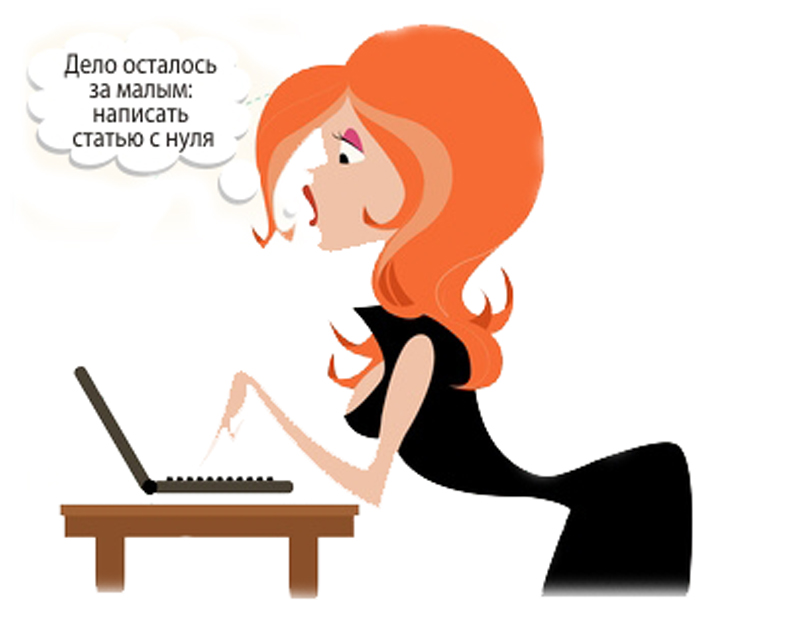 Дело осталось
за малым:
написать
статью с нуля